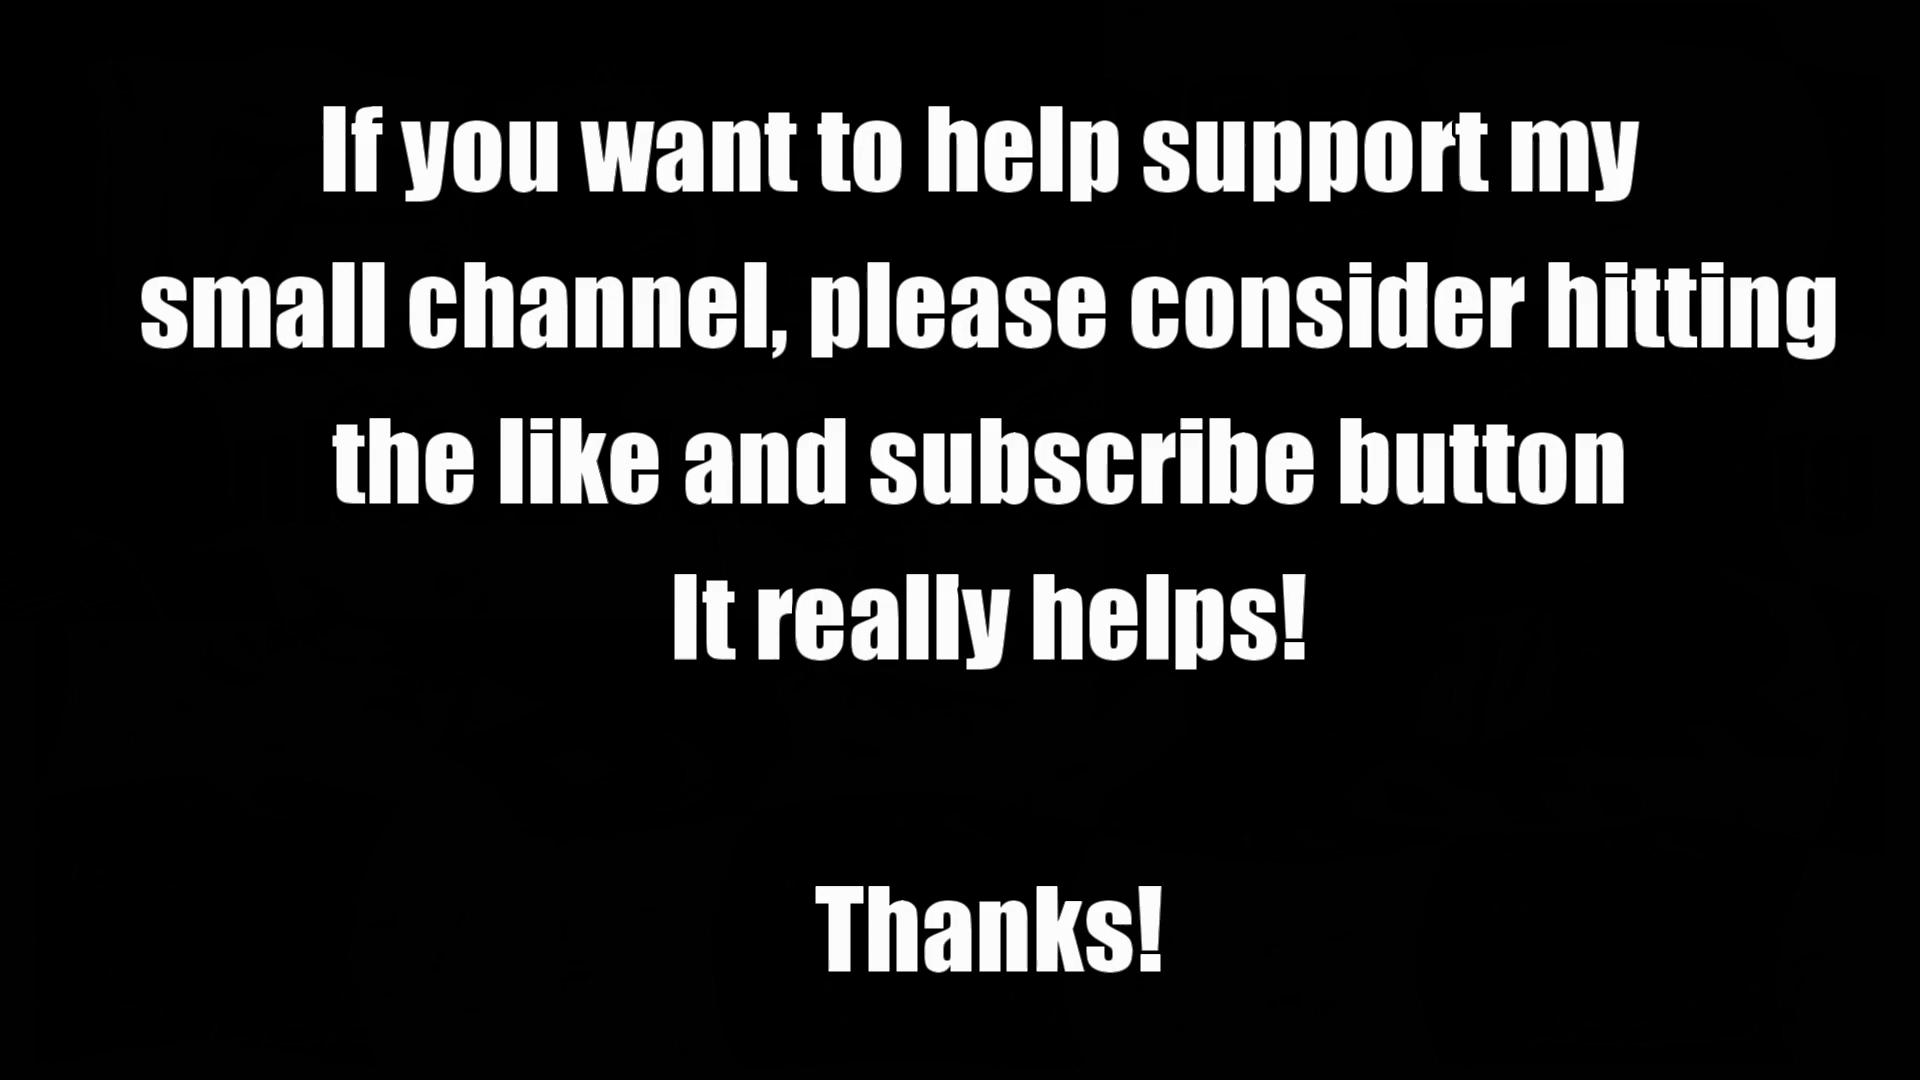 If you want to help support my
small channel, please consider hitting
the like and subscribe button
It really helps!
Thanks!